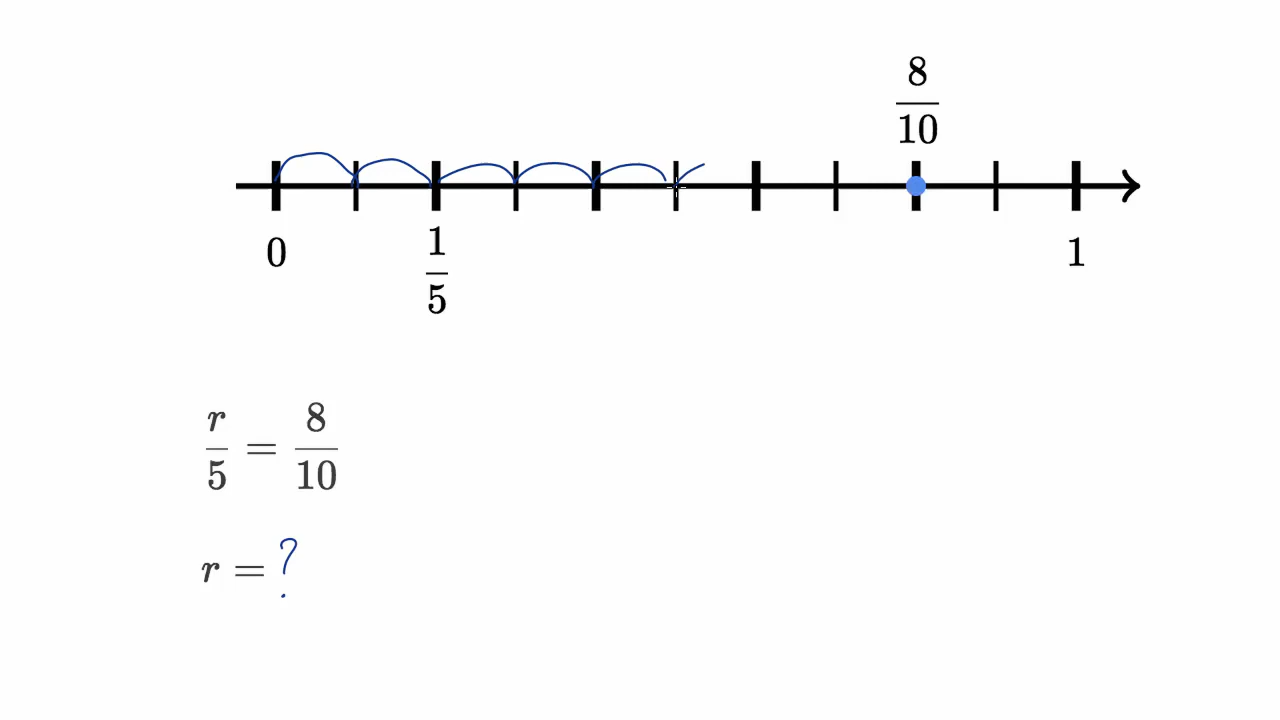 8/10
0 1/5 1
r/5 = 8/10
r = ?